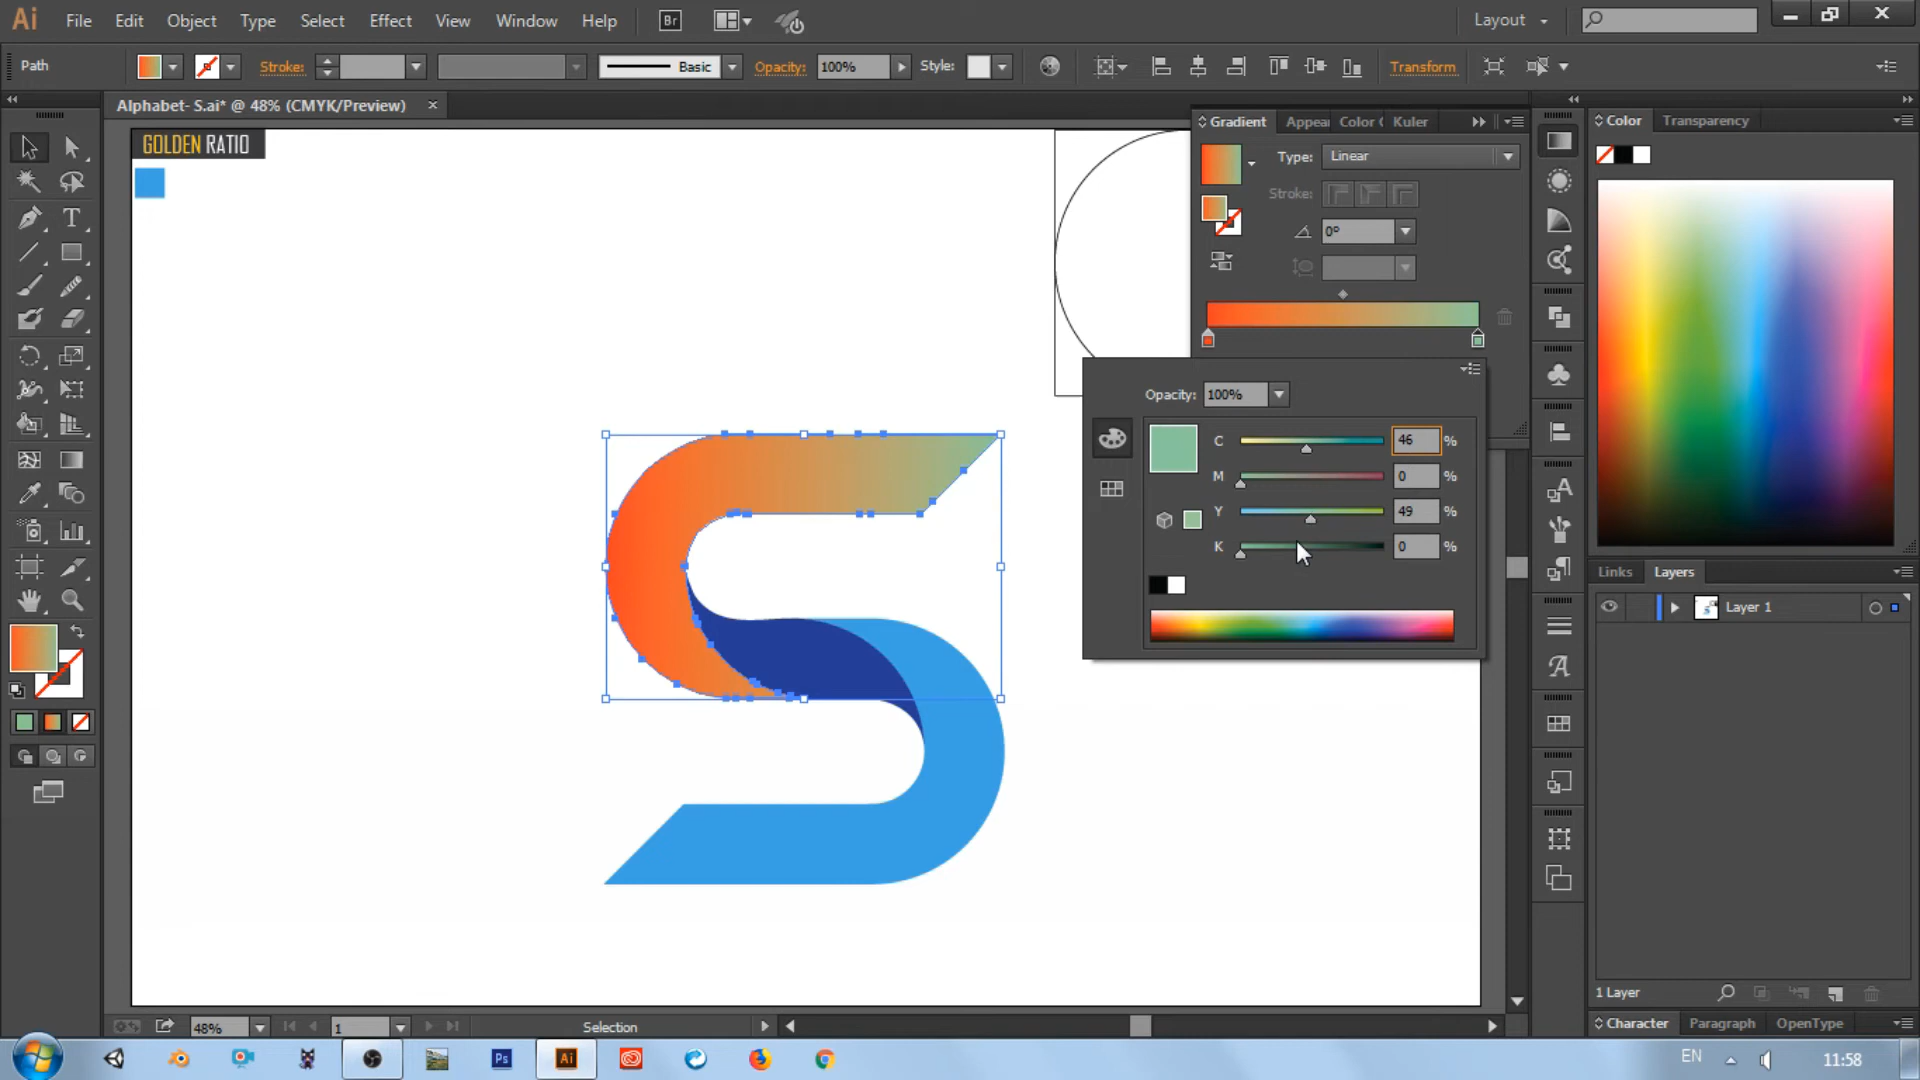 Ai File Edit Object Type Select Effect View Window Help Br Layout
Path Stroke: Basic Opacity: 100% Style: Transform
Alphabet- S.ai* @ 48% (CMYK/Preview)
GOLDEN RATIO
Gradient Appea Color Kuler
Type: Linear
Stroke:
0°
Opacity: 100%
C 46 %
M 0 %
Y 49 %
K 0 %
Color Transparency
Links Layers
Layer 1
1 Layer
Character Paragraph OpenType
48% 1 Selection
Ps Ai EN 11:58